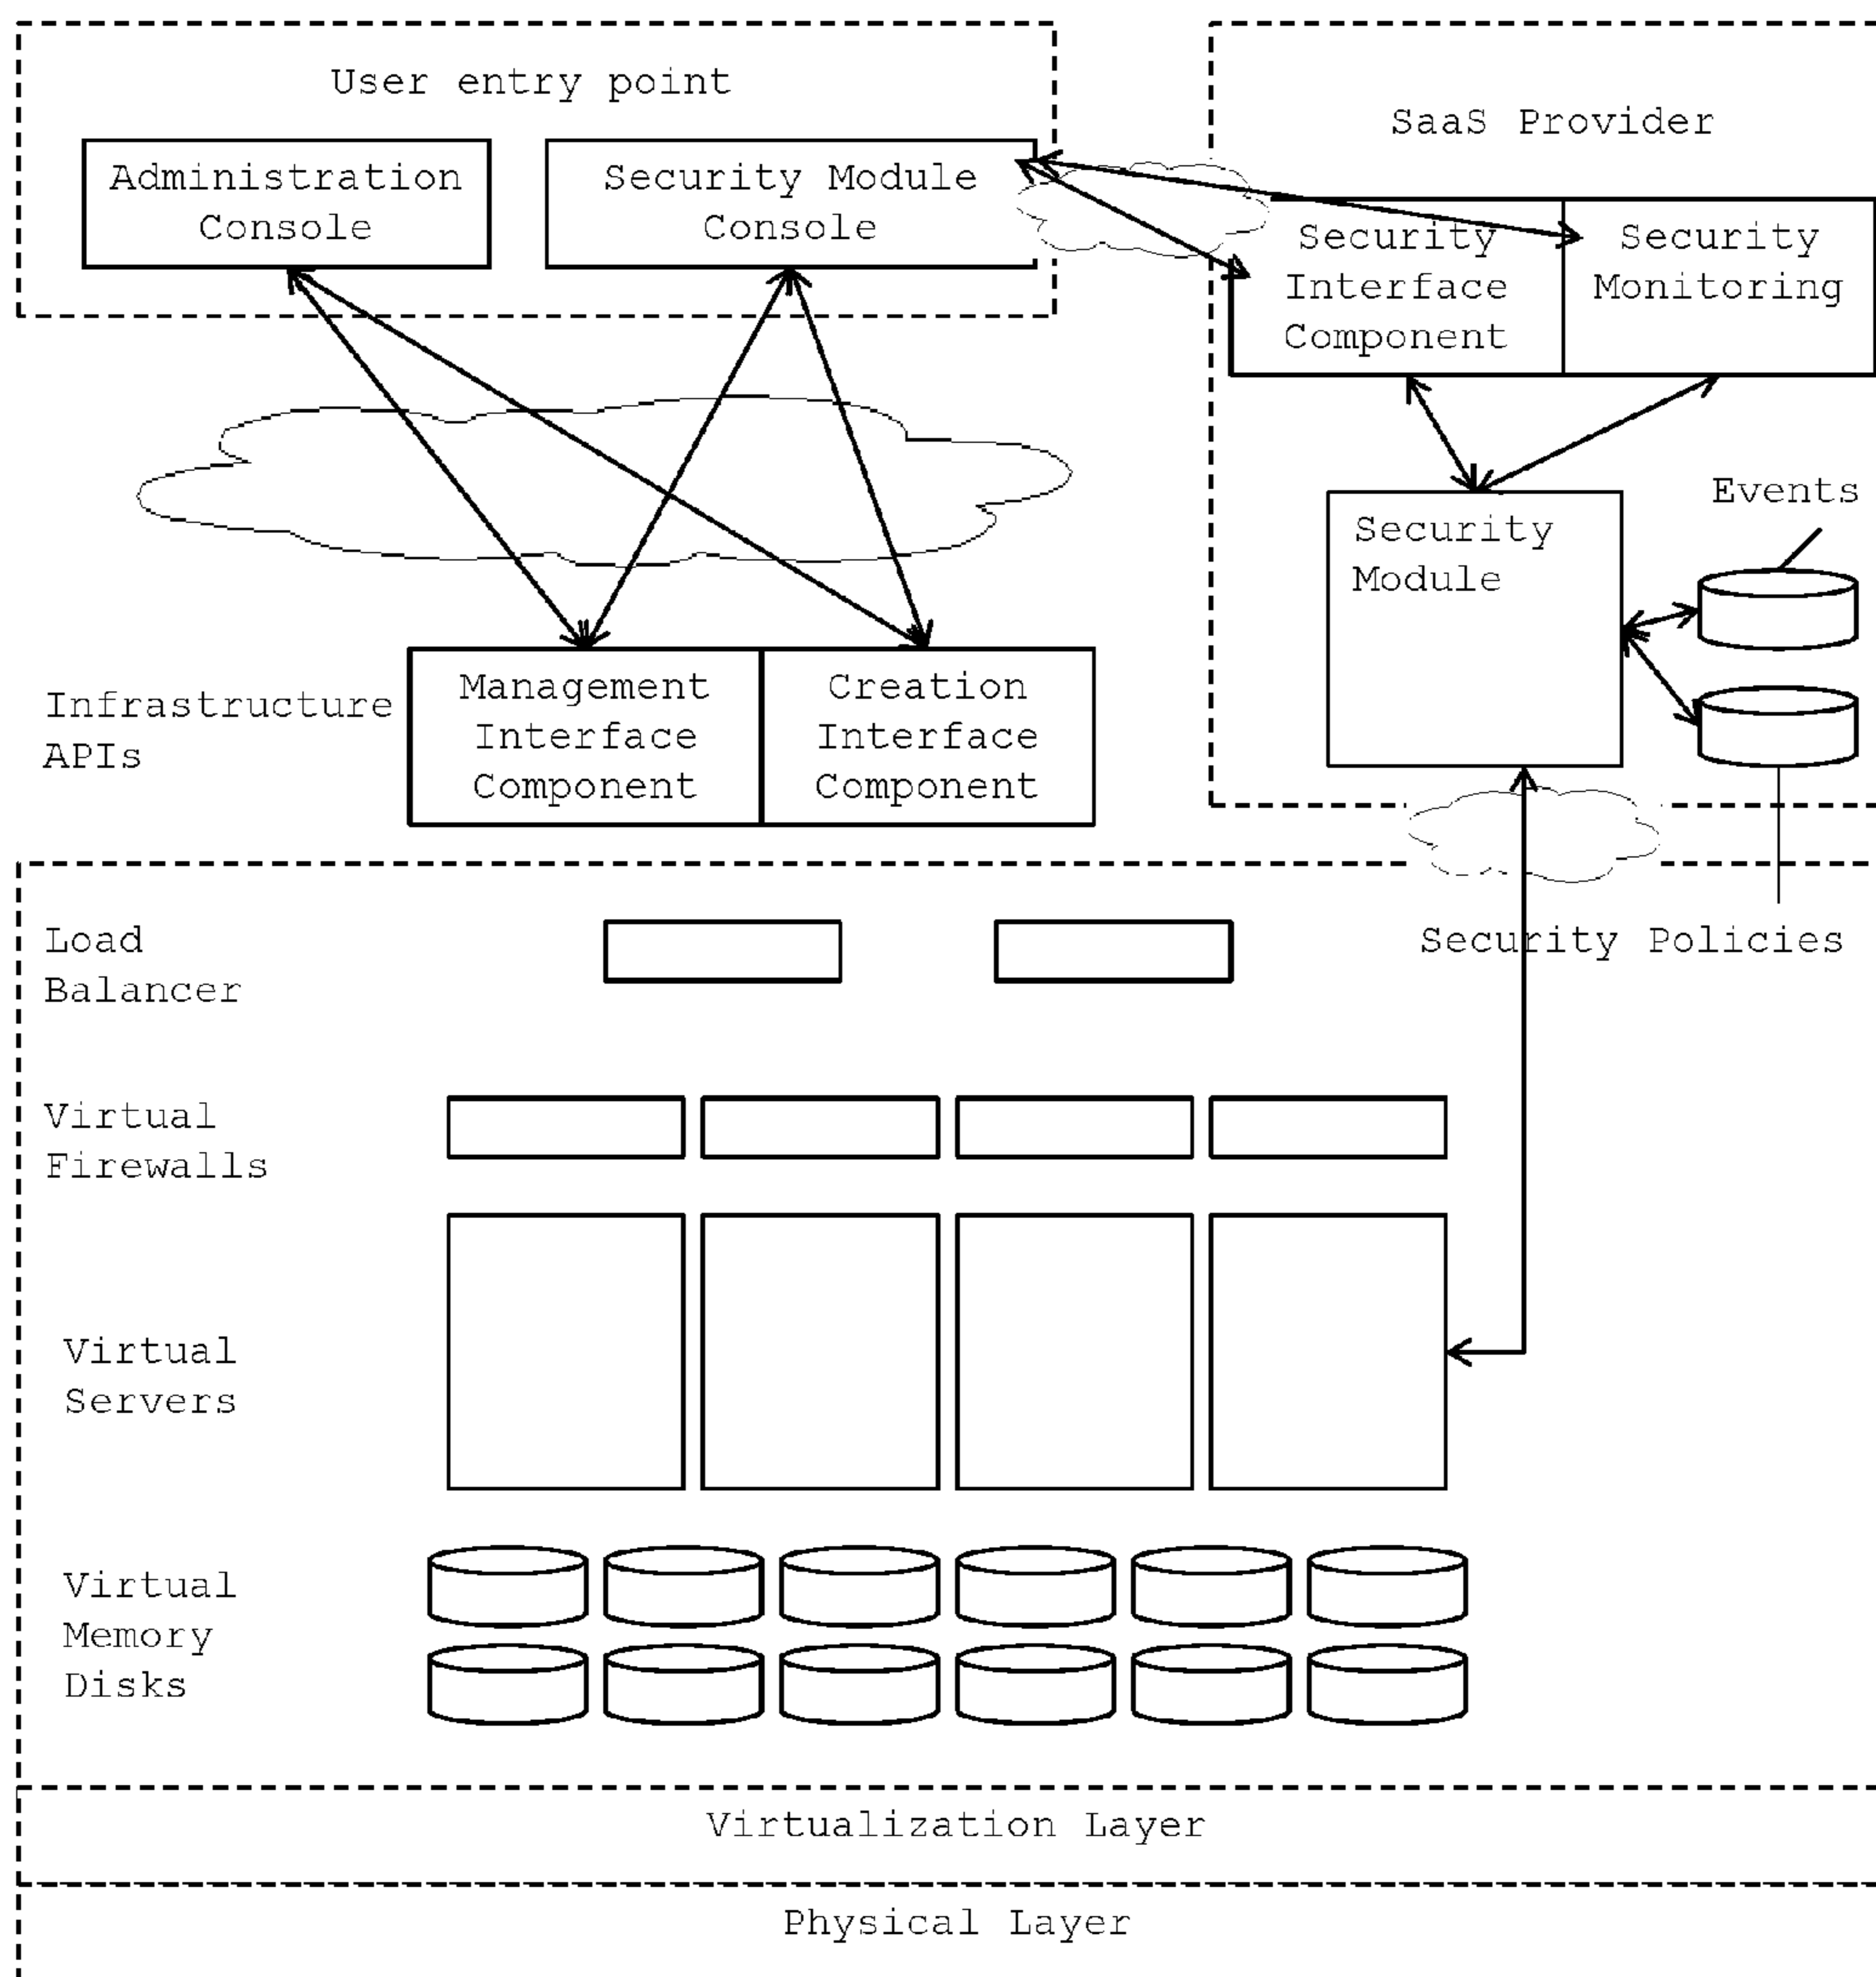 User entry point
Administration
Console
Security Module
Console
SaaS Provider
Security
Interface
Component
Security
Monitoring
Events
Security
Module
Infrastructure
APIs
Management
Interface
Component
Creation
Interface
Component
Load
Balancer
Security Policies
Virtual
Firewalls
Virtual
Servers
Virtual
Memory
Disks
Virtualization Layer
Physical Layer